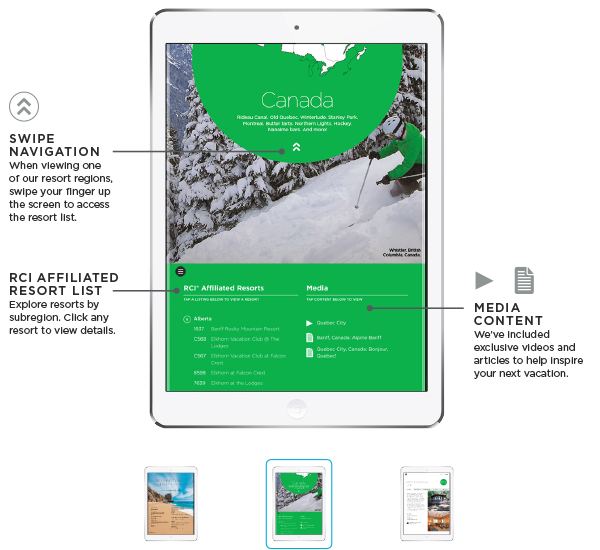 Canada
Rideau Canal. Old Quebec. Winterlude. Stanley Park.
Montreal. Butter tarts. Northern Lights. Hockey.
Nanaimo bars. And more!
SWIPE
NAVIGATION
When viewing one
of our resort regions,
swipe your finger up
the screen to access
the resort list.
Whistler, British
Columbia, Canada.
RCI AFFILIATED
RESORT LIST
Explore resorts by
subregion. Click any
resort to view details.
RCI® Affiliated Resorts
TAP A LISTING BELOW TO VIEW A RESORT
Alberta
1637 Banff Rocky Mountain Resort
C568 Elkhorn Vacation Club @ The
Lodges
C567 Elkhorn Vacation Club at Falcon
Crest
8598 Elkhorn at Falcon Crest
7639 Elkhorn at the Lodges
Media
TAP CONTENT BELOW TO VIEW
Quebec City
Banff, Canada: Alpine Banff
Quebec City, Canada: Bonjour,
Quebec!
MEDIA
CONTENT
We've included
exclusive videos and
articles to help inspire
your next vacation.